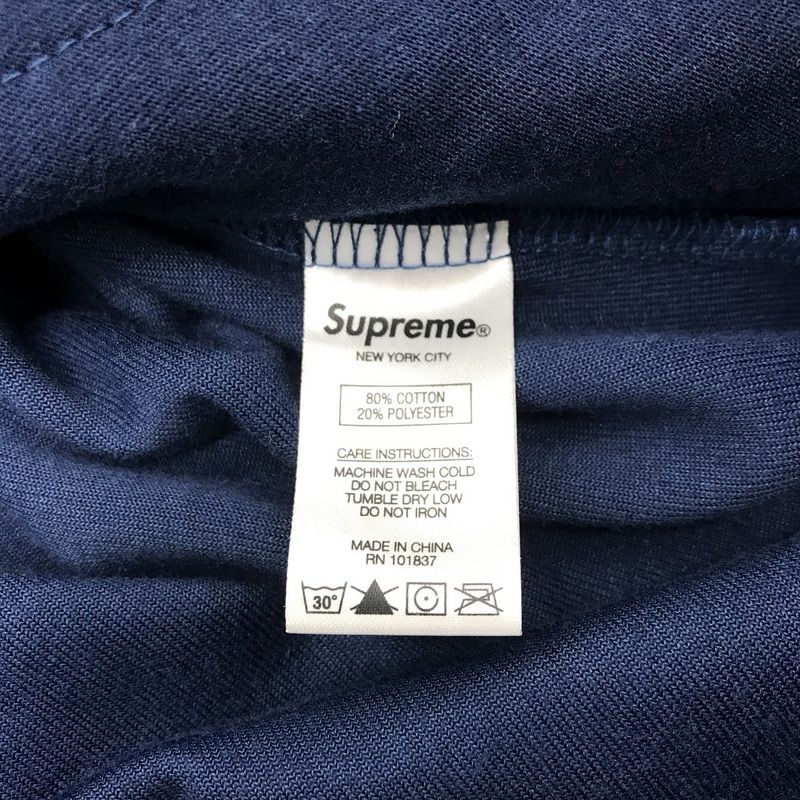 Supreme®
NEW YORK CITY
80% COTTON
20% POLYESTER
CARE INSTRUCTIONS:
MACHINE WASH COLD
DO NOT BLEACH
TUMBLE DRY LOW
DO NOT IRON
MADE IN CHINA
RN 101837
30°